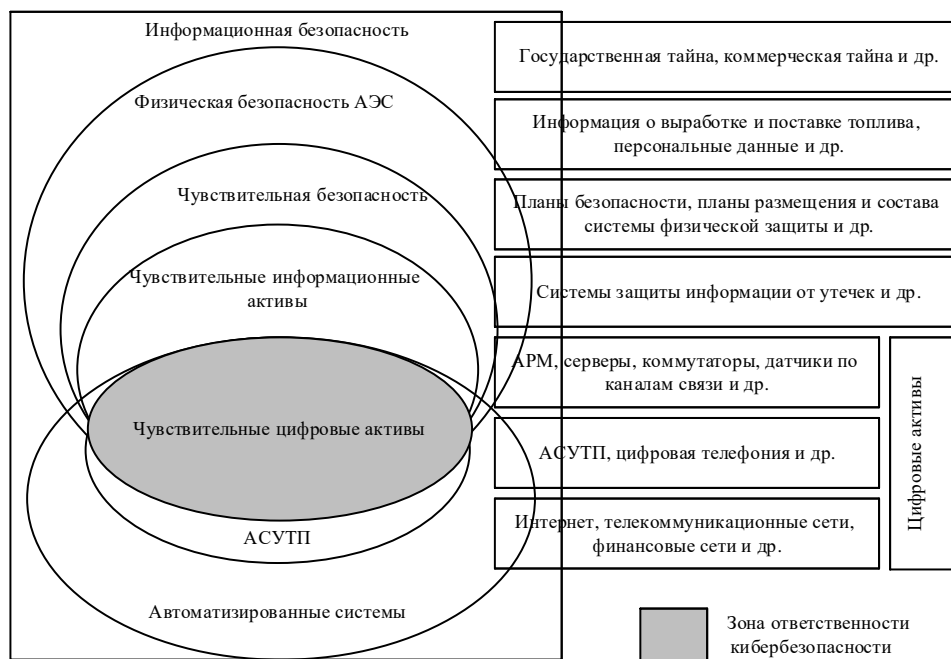 Информационная безопасность
Физическая безопасность АЭС
Чувствительная безопасность
Чувствительные информационные
активы
Чувствительные цифровые активы
АСУТП
Автоматизированные системы
Государственная тайна, коммерческая тайна и др.
Информация о выработке и поставке топлива,
персональные данные и др.
Планы безопасности, планы размещения и состава
системы физической защиты и др.
Системы защиты информации от утечек и др.
АРМ, серверы, коммутаторы, датчики по
каналам связи и др.
АСУТП, цифровая телефония и др.
Интернет, телекоммуникационные сети,
финансовые сети и др.
Цифровые активы
Зона ответственности
кибербезопасности